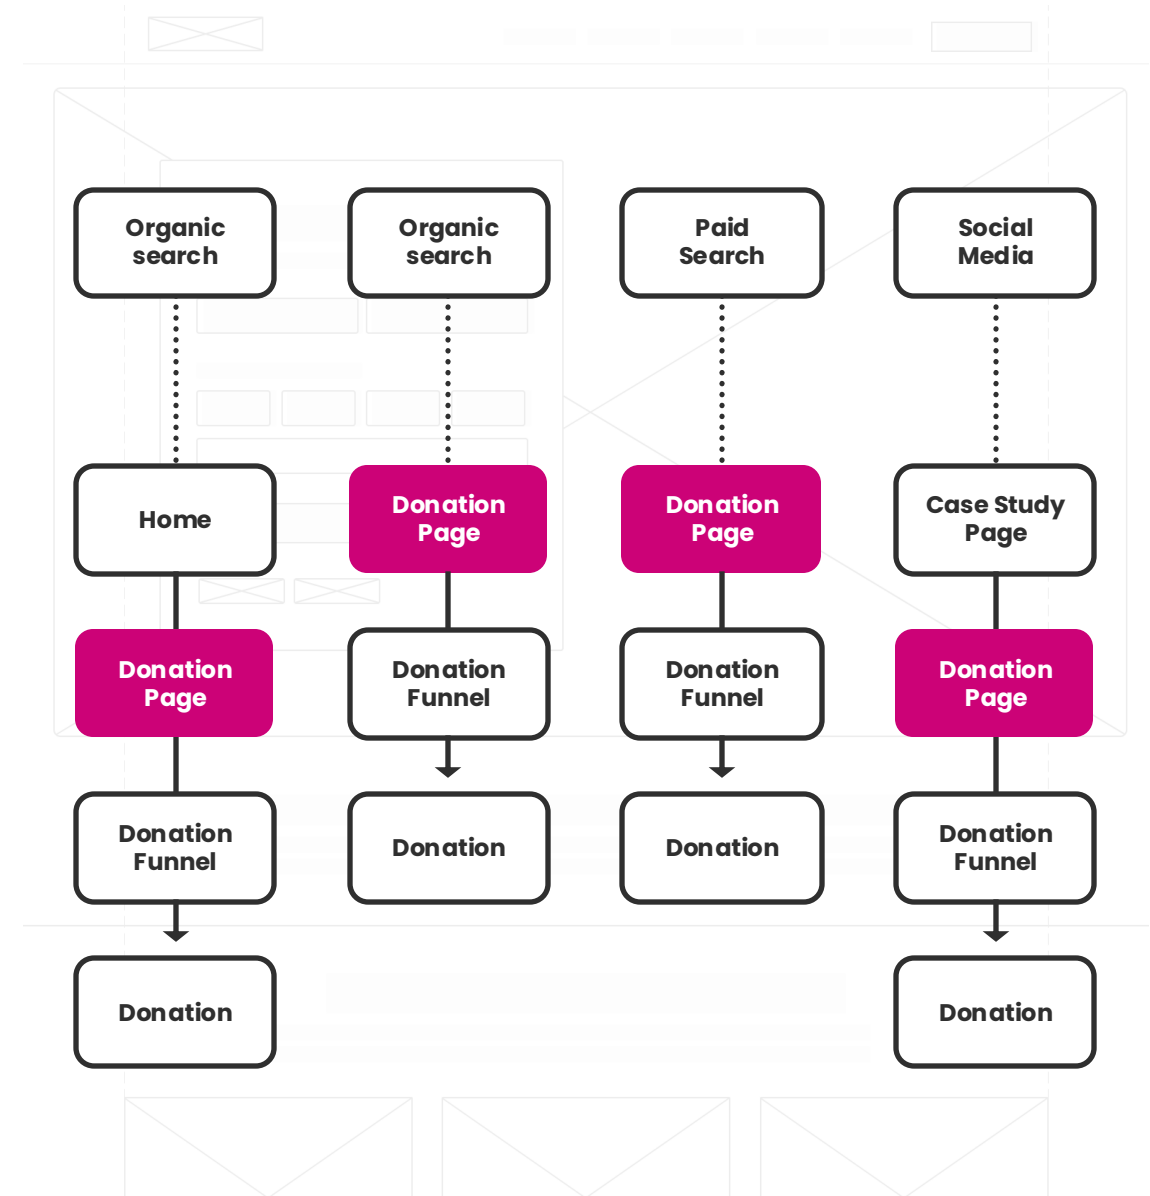 Organic
search
Organic
search
Paid
Search
Social
Media
Home
Donation
Page
Donation
Page
Case Study
Page
Donation
Page
Donation
Funnel
Donation
Funnel
Donation
Page
Donation
Funnel
Donation
Donation
Donation
Funnel
Donation
Donation